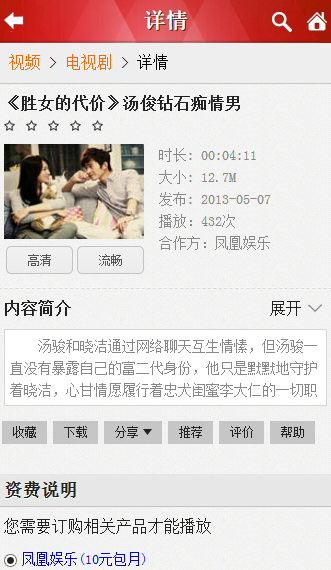 详情
视频 > 电视剧 > 详情
《胜女的代价》汤俊钻石痴情男
时长: 00:04:11
大小: 12.7M
发布: 2013-05-07
播放: 432次
合作方: 凤凰娱乐
高清 流畅
内容简介 展开
汤骏和晓洁通过网络聊天互生情愫，但汤骏一
直没有暴露自己的富二代身份，他只是默默地守护
着晓洁，心甘情愿履行着忠犬闺蜜李大仁的一切职
收藏 下载 分享 推荐 评价 帮助
资费说明
您需要订购相关产品才能播放
凤凰娱乐(10元包月)